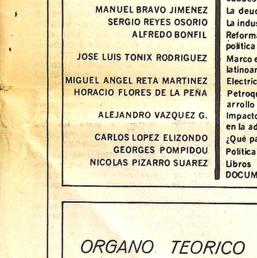 MANUEL BRAVO JIMENEZ La deud
SERGIO REYES OSORIO La indus
ALFREDO BONFIL Reforma
política
JOSE LUIS TONIX RODRIGUEZ Marco e
latinoam
MIGUEL ANGEL RETA MARTINEZ Electric
HORACIO FLORES DE LA PEÑA Petroqu
arrollo
ALEJANDRO VAZQUEZ G. Impacto
en la ad
CARLOS LOPEZ ELIZONDO ¿Qué pa
GEORGES POMPIDOU Política
NICOLAS PIZARRO SUAREZ Libros
DOCUM
ORGANO TEORICO